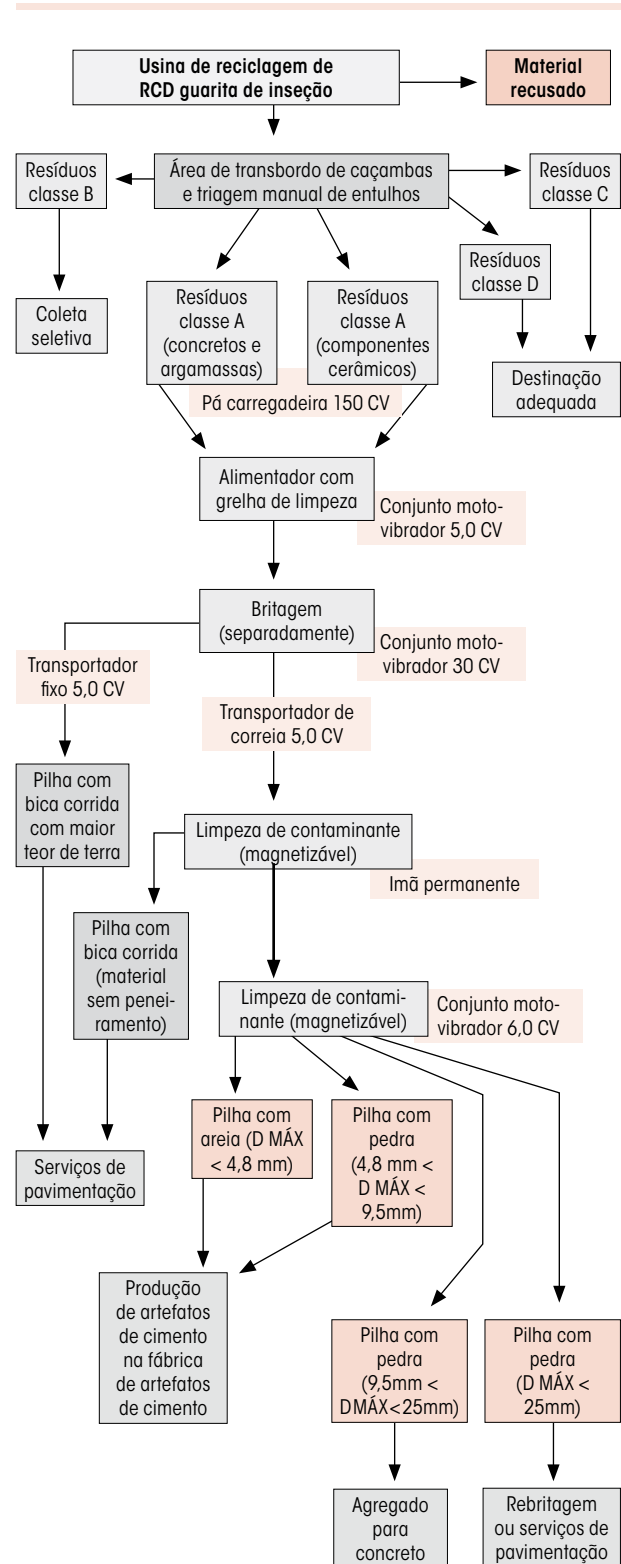 Usina de reciclagem de
RCD guarita de inseção
Material
recusado
Resíduos
classe B
Área de transbordo de caçambas
e triagem manual de entulhos
Resíduos
classe C
Resíduos
classe D
Coleta
seletiva
Resíduos
classe A
(concretos e
argamassas)
Resíduos
classe A
(componentes
cerâmicos)
Destinação
adequada
Pá carregadeira 150 CV
Alimentador com
grelha de limpeza
Conjunto moto-
vibrador 5,0 CV
Britagem
(separadamente)
Conjunto moto-
vibrador 30 CV
Transportador
fixo 5,0 CV
Transportador de
correia 5,0 CV
Pilha com
bica corrida
com maior
teor de terra
Limpeza de contaminante
(magnetizável)
Imã permanente
Pilha com
bica corrida
(material
sem penei-
ramento)
Limpeza de contami-
nante (magnetizável)
Conjunto moto-
vibrador 6,0 CV
Pilha com
areia (D MÁX
< 4,8 mm)
Pilha com
pedra
(4,8 mm <
D MÁX <
9,5mm)
Serviços de
pavimentação
Produção
de artefatos
de cimento
na fábrica
de artefatos
de cimento
Pilha com
pedra
(9,5mm <
DMÁX<25mm)
Pilha com
pedra
(D MÁX <
25mm)
Agregado
para
concreto
Rebritagem
ou serviços de
pavimentação